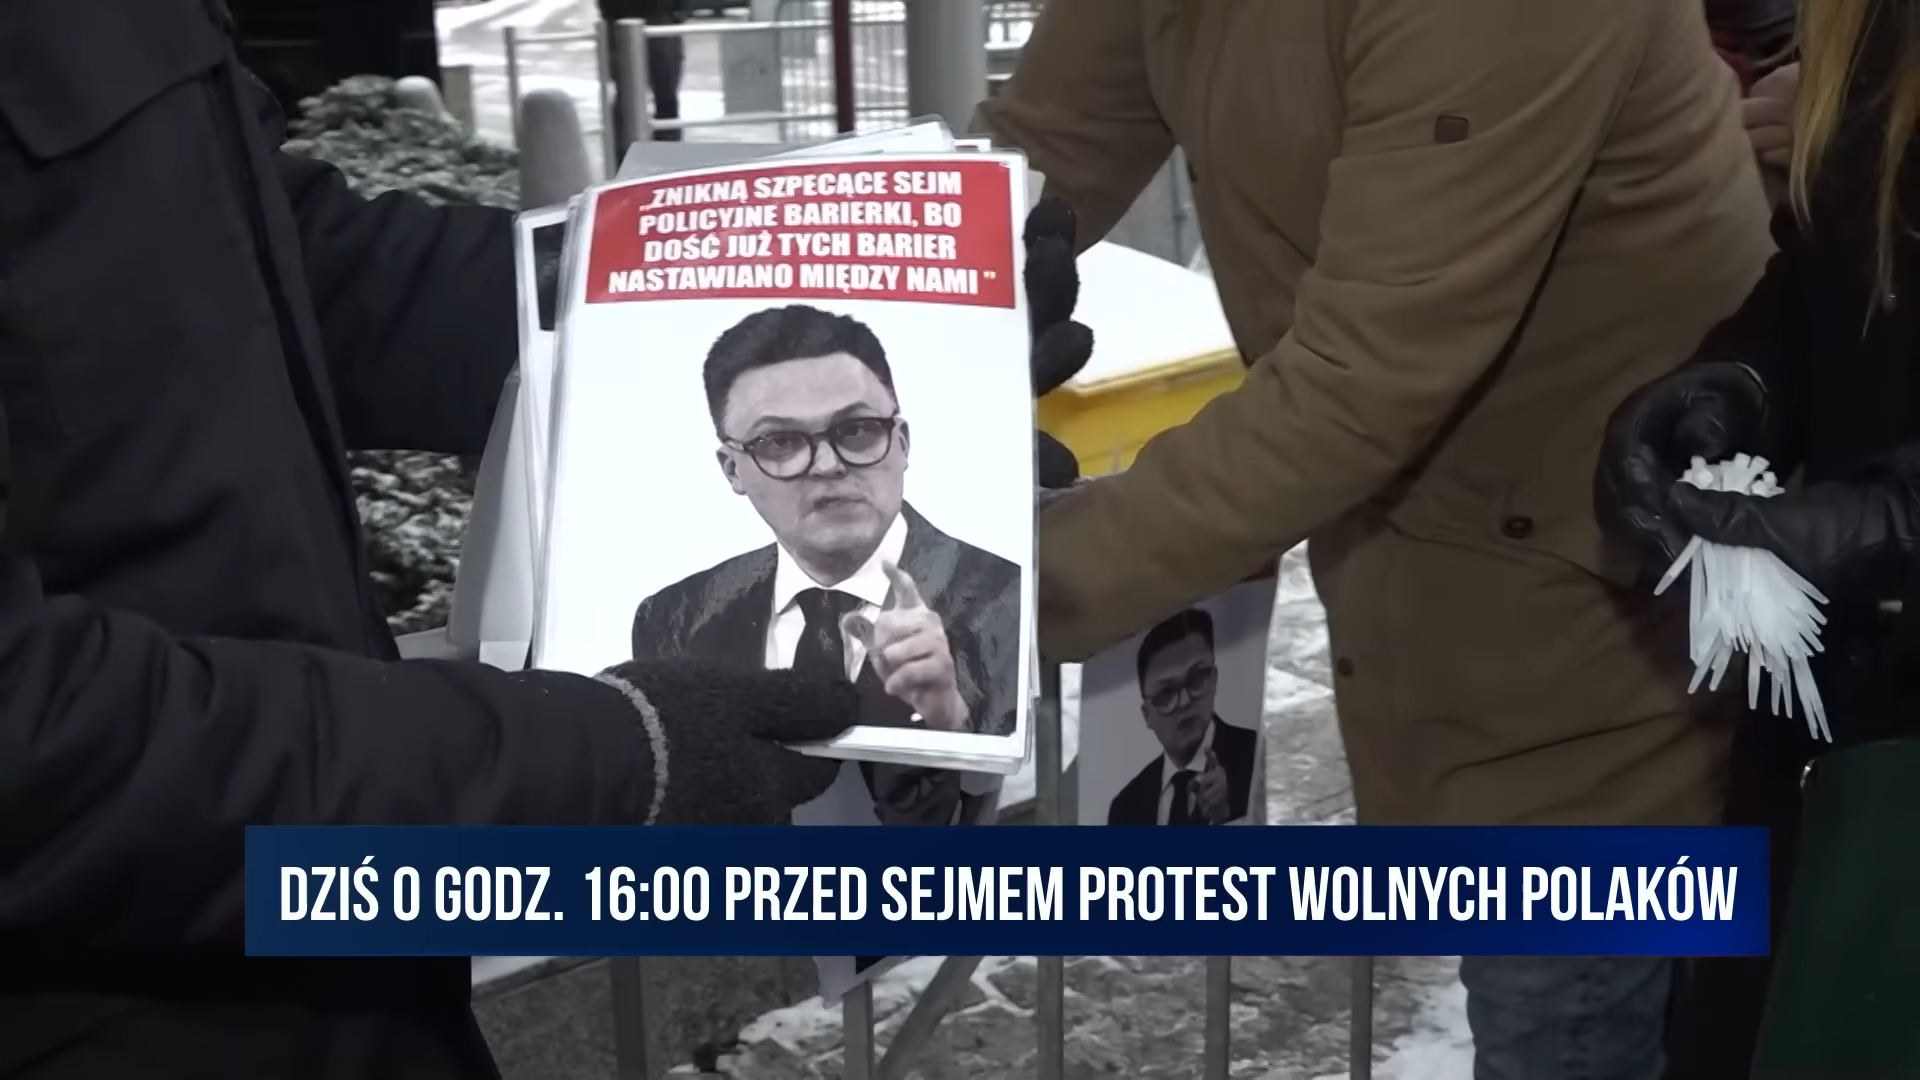 „ZNIKNĄ SZPECĄCE SEJM
POLICYJNE BARIERKI, BO
DOŚĆ JUŻ TYCH BARIER
NASTAWIANO MIĘDZY NAMI"
DZIŚ O GODZ. 16:00 PRZED SEJMEM PROTEST WOLNYCH POLAKÓW